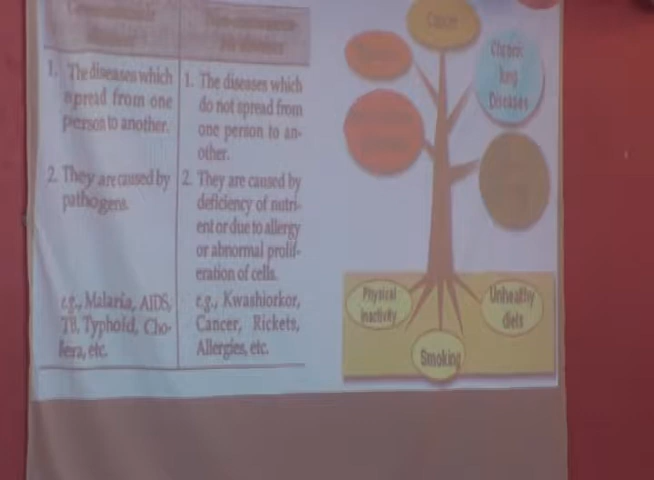 1. The diseases which
spread from one
person to another.
2. They are caused by
pathogens.
e.g., Malaria, AIDS,
TB, Typhoid, Cho-
lera, etc.
1. The diseases which
do not spread from
one person to an-
other.
2. They are caused by
deficiency of nutri-
ent or due to allergy
or abnormal prolif-
eration of cells.
e.g., Kwashiorkor,
Cancer, Rickets,
Allergies, etc.
Cancer
Chronic
lung
Diseases
Physical
inactivity
Unhealthy
diets
Smoking